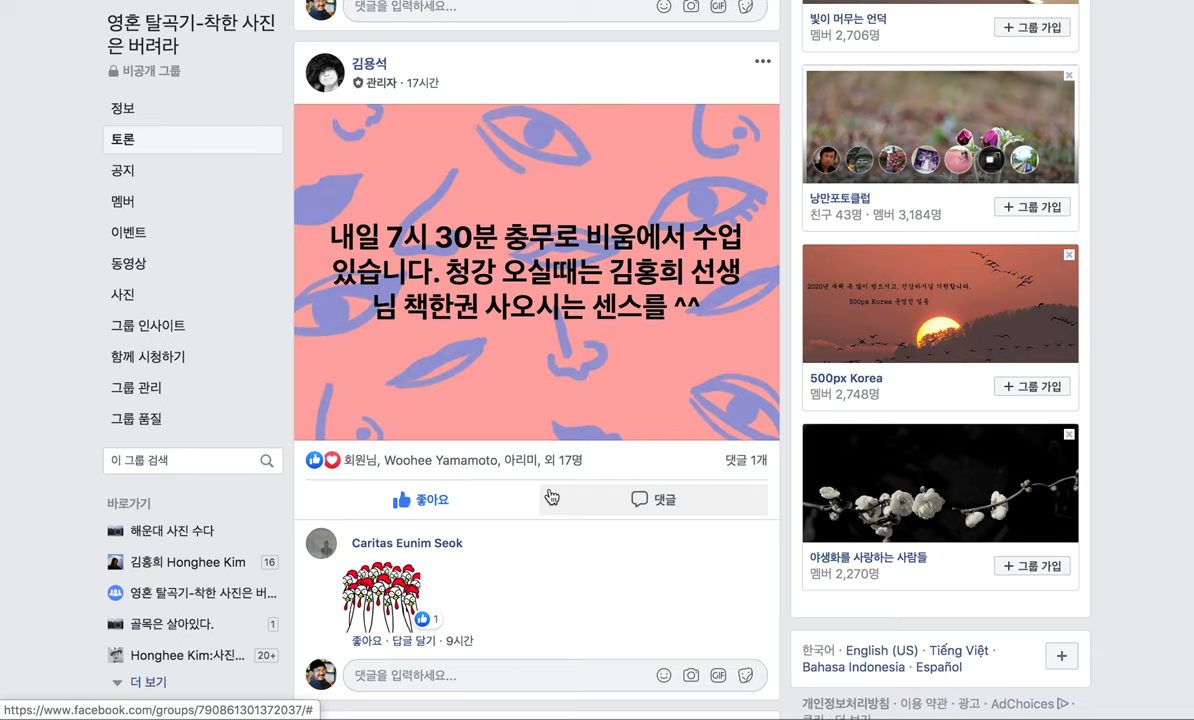 영혼 탈곡기-착한 사진
은 버려라
비공개 그룹
정보
토론
공지
멤버
이벤트
동영상
사진
그룹 인사이트
함께 시청하기
그룹 관리
그룹 품질
이 그룹 검색
바로가기
해운대 사진 수다
김홍희 Honghee Kim 16
영혼 탈곡기-착한 사진은 버...
골목은 살아있다. 1
Honghee Kim:사진... 20+
더 보기
https://www.facebook.com/groups/790861301372037/#
댓글을 입력하세요...
GIF
김용석
관리자 · 17시간
내일 7시 30분 충무로 비움에서 수업
있습니다. 청강 오실때는 김홍희 선생
님 책한권 사오시는 센스를 ^^
회원님, Woohee Yamamoto, 아리미, 외 17명
댓글 1개
좋아요
댓글
Caritas Eunim Seok
1
좋아요 · 답글 달기 · 9시간
댓글을 입력하세요...
GIF
빛이 머무는 언덕
멤버 2,706명
+ 그룹 가입
낭만포토클럽
친구 43명 · 멤버 3,184명
+ 그룹 가입
500px Korea 운영진 일동
500px Korea
멤버 2,748명
+ 그룹 가입
야생화를 사랑하는 사람들
멤버 2,270명
+ 그룹 가입
한국어 · English (US) · Tiếng Việt ·
Bahasa Indonesia · Español
개인정보처리방침 · 이용 약관 · 광고 · AdChoices ·